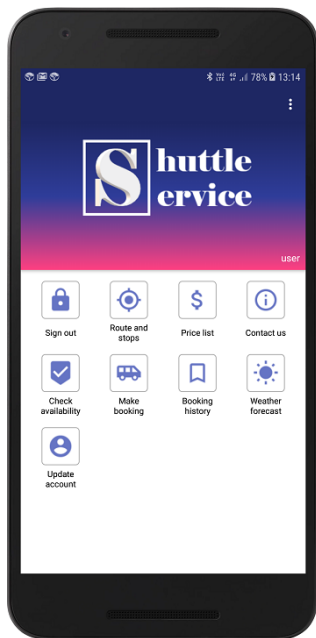 78% 13:14
Shuttle
Service
user
Sign out
Route and
stops
Price list
Contact us
Check
availability
Make
booking
Booking
history
Weather
forecast
Update
account